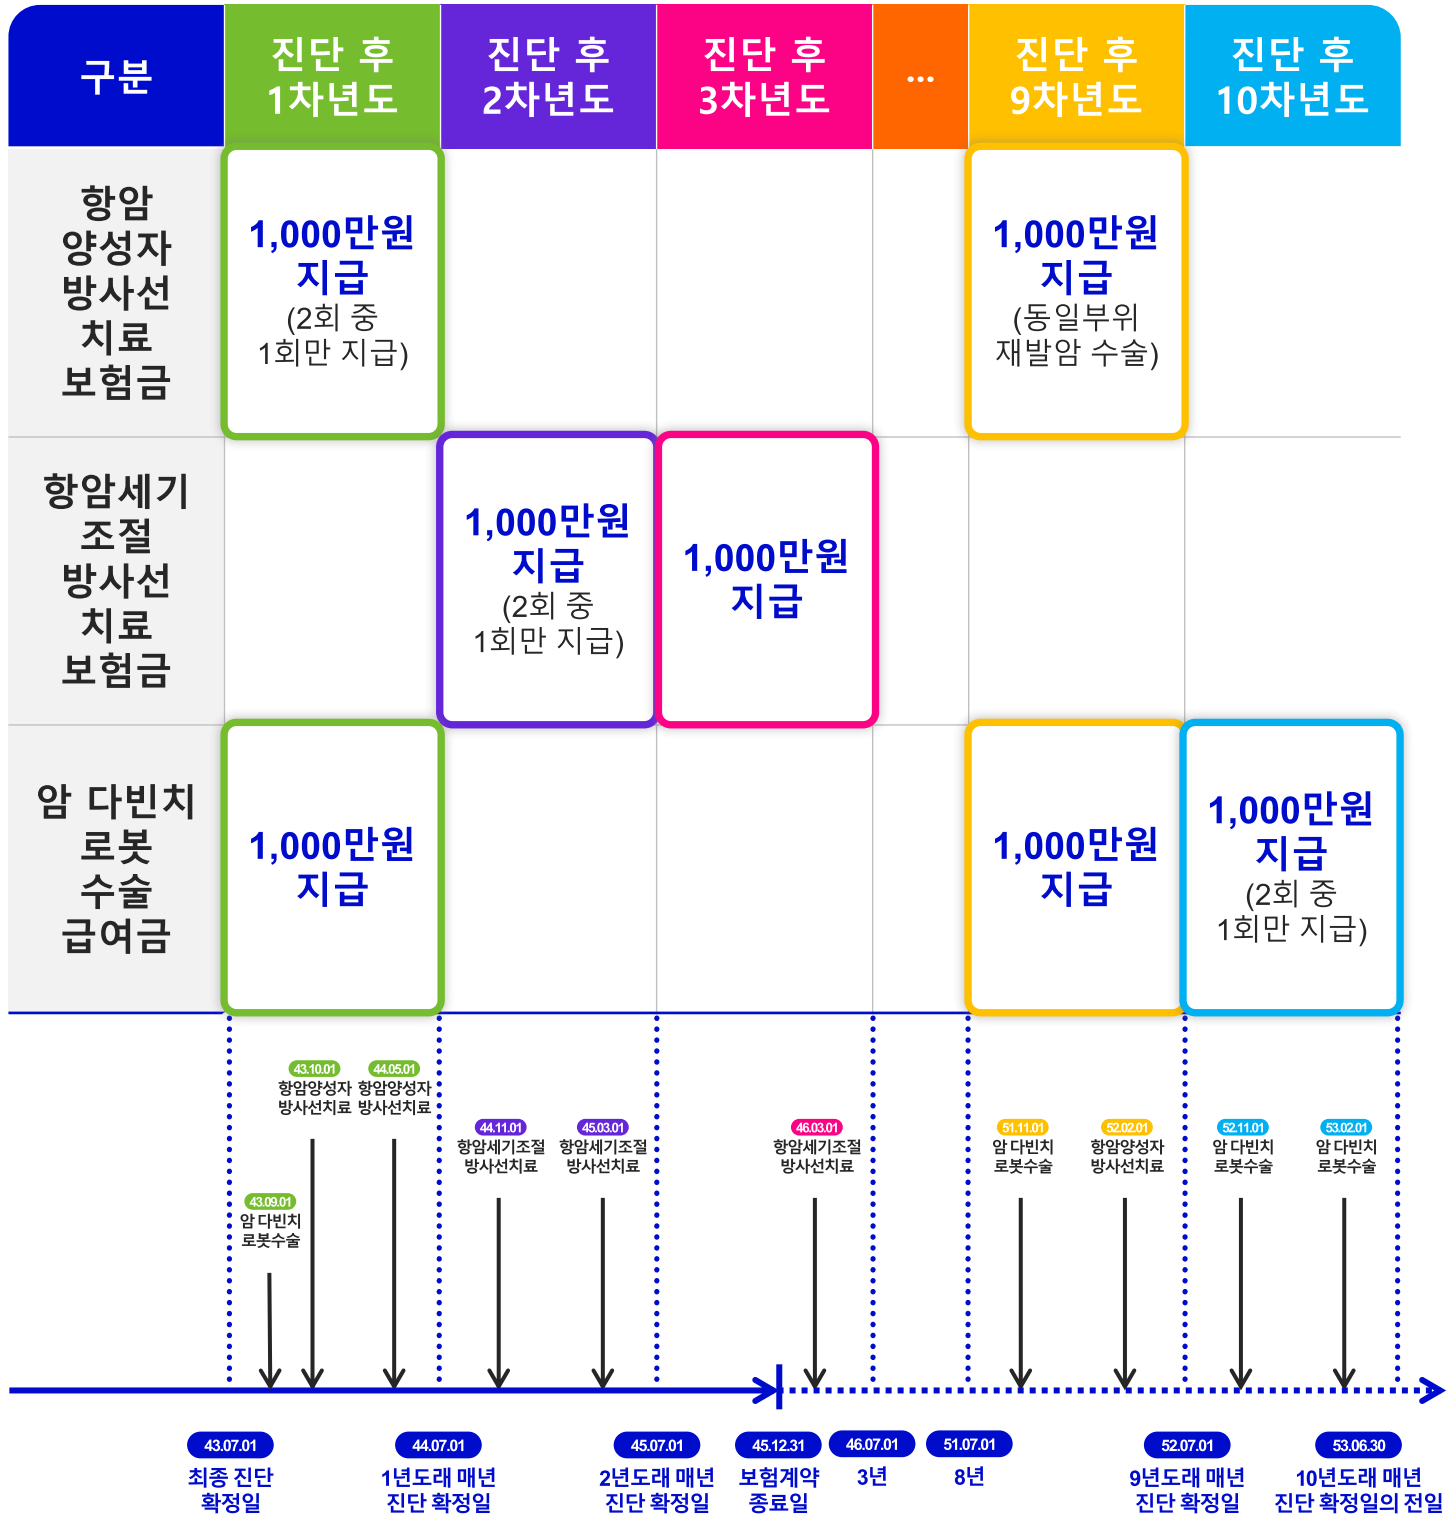 구분
진단 후
1차년도
진단 후
2차년도
진단 후
3차년도
...
진단 후
9차년도
진단 후
10차년도
항암
양성자
방사선
치료
보험금
1,000만원
지급
(2회 중
1회만 지급)
1,000만원
지급
(동일부위
재발암 수술)
항암세기
조절
방사선
치료
보험금
1,000만원
지급
(2회 중
1회만 지급)
1,000만원
지급
암 다빈치
로봇
수술
급여금
1,000만원
지급
1,000만원
지급
1,000만원
지급
(2회 중
1회만 지급)
43.09.01
암 다빈치
로봇수술
43.10.01
항암양성자
방사선치료
44.05.01
항암양성자
방사선치료
44.11.01
항암세기조절
방사선치료
45.03.01
항암세기조절
방사선치료
46.03.01
항암세기조절
방사선치료
51.11.01
암 다빈치
로봇수술
52.02.01
항암양성자
방사선치료
52.11.01
암 다빈치
로봇수술
53.02.01
암 다빈치
로봇수술
43.07.01
최종 진단
확정일
44.07.01
1년도래 매년
진단 확정일
45.07.01
2년도래 매년
진단 확정일
45.12.31
보험계약
종료일
46.07.01
3년
51.07.01
8년
52.07.01
9년도래 매년
진단 확정일
53.06.30
10년도래 매년
진단 확정일의 전일